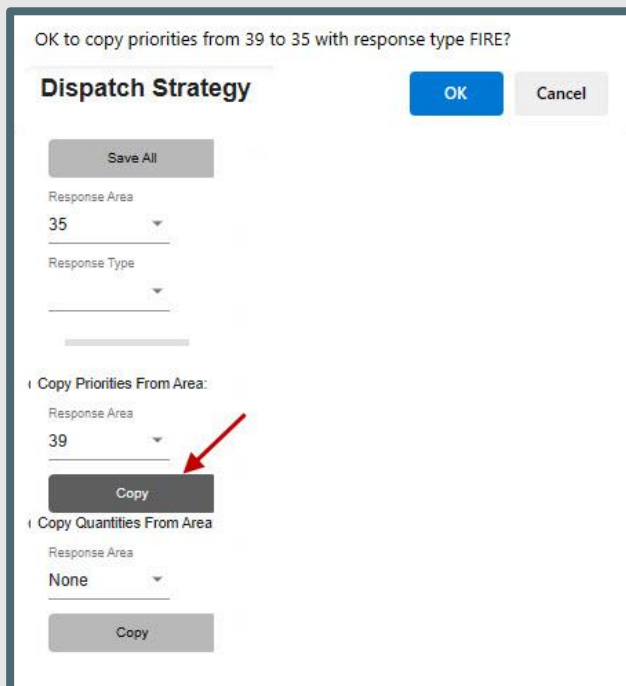 OK to copy priorities from 39 to 35 with response type FIRE?
Dispatch Strategy
OK
Cancel
Save All
Response Area
35
Response Type
Copy Priorities From Area:
Response Area
39
Copy
Copy Quantities From Area
Response Area
None
Copy